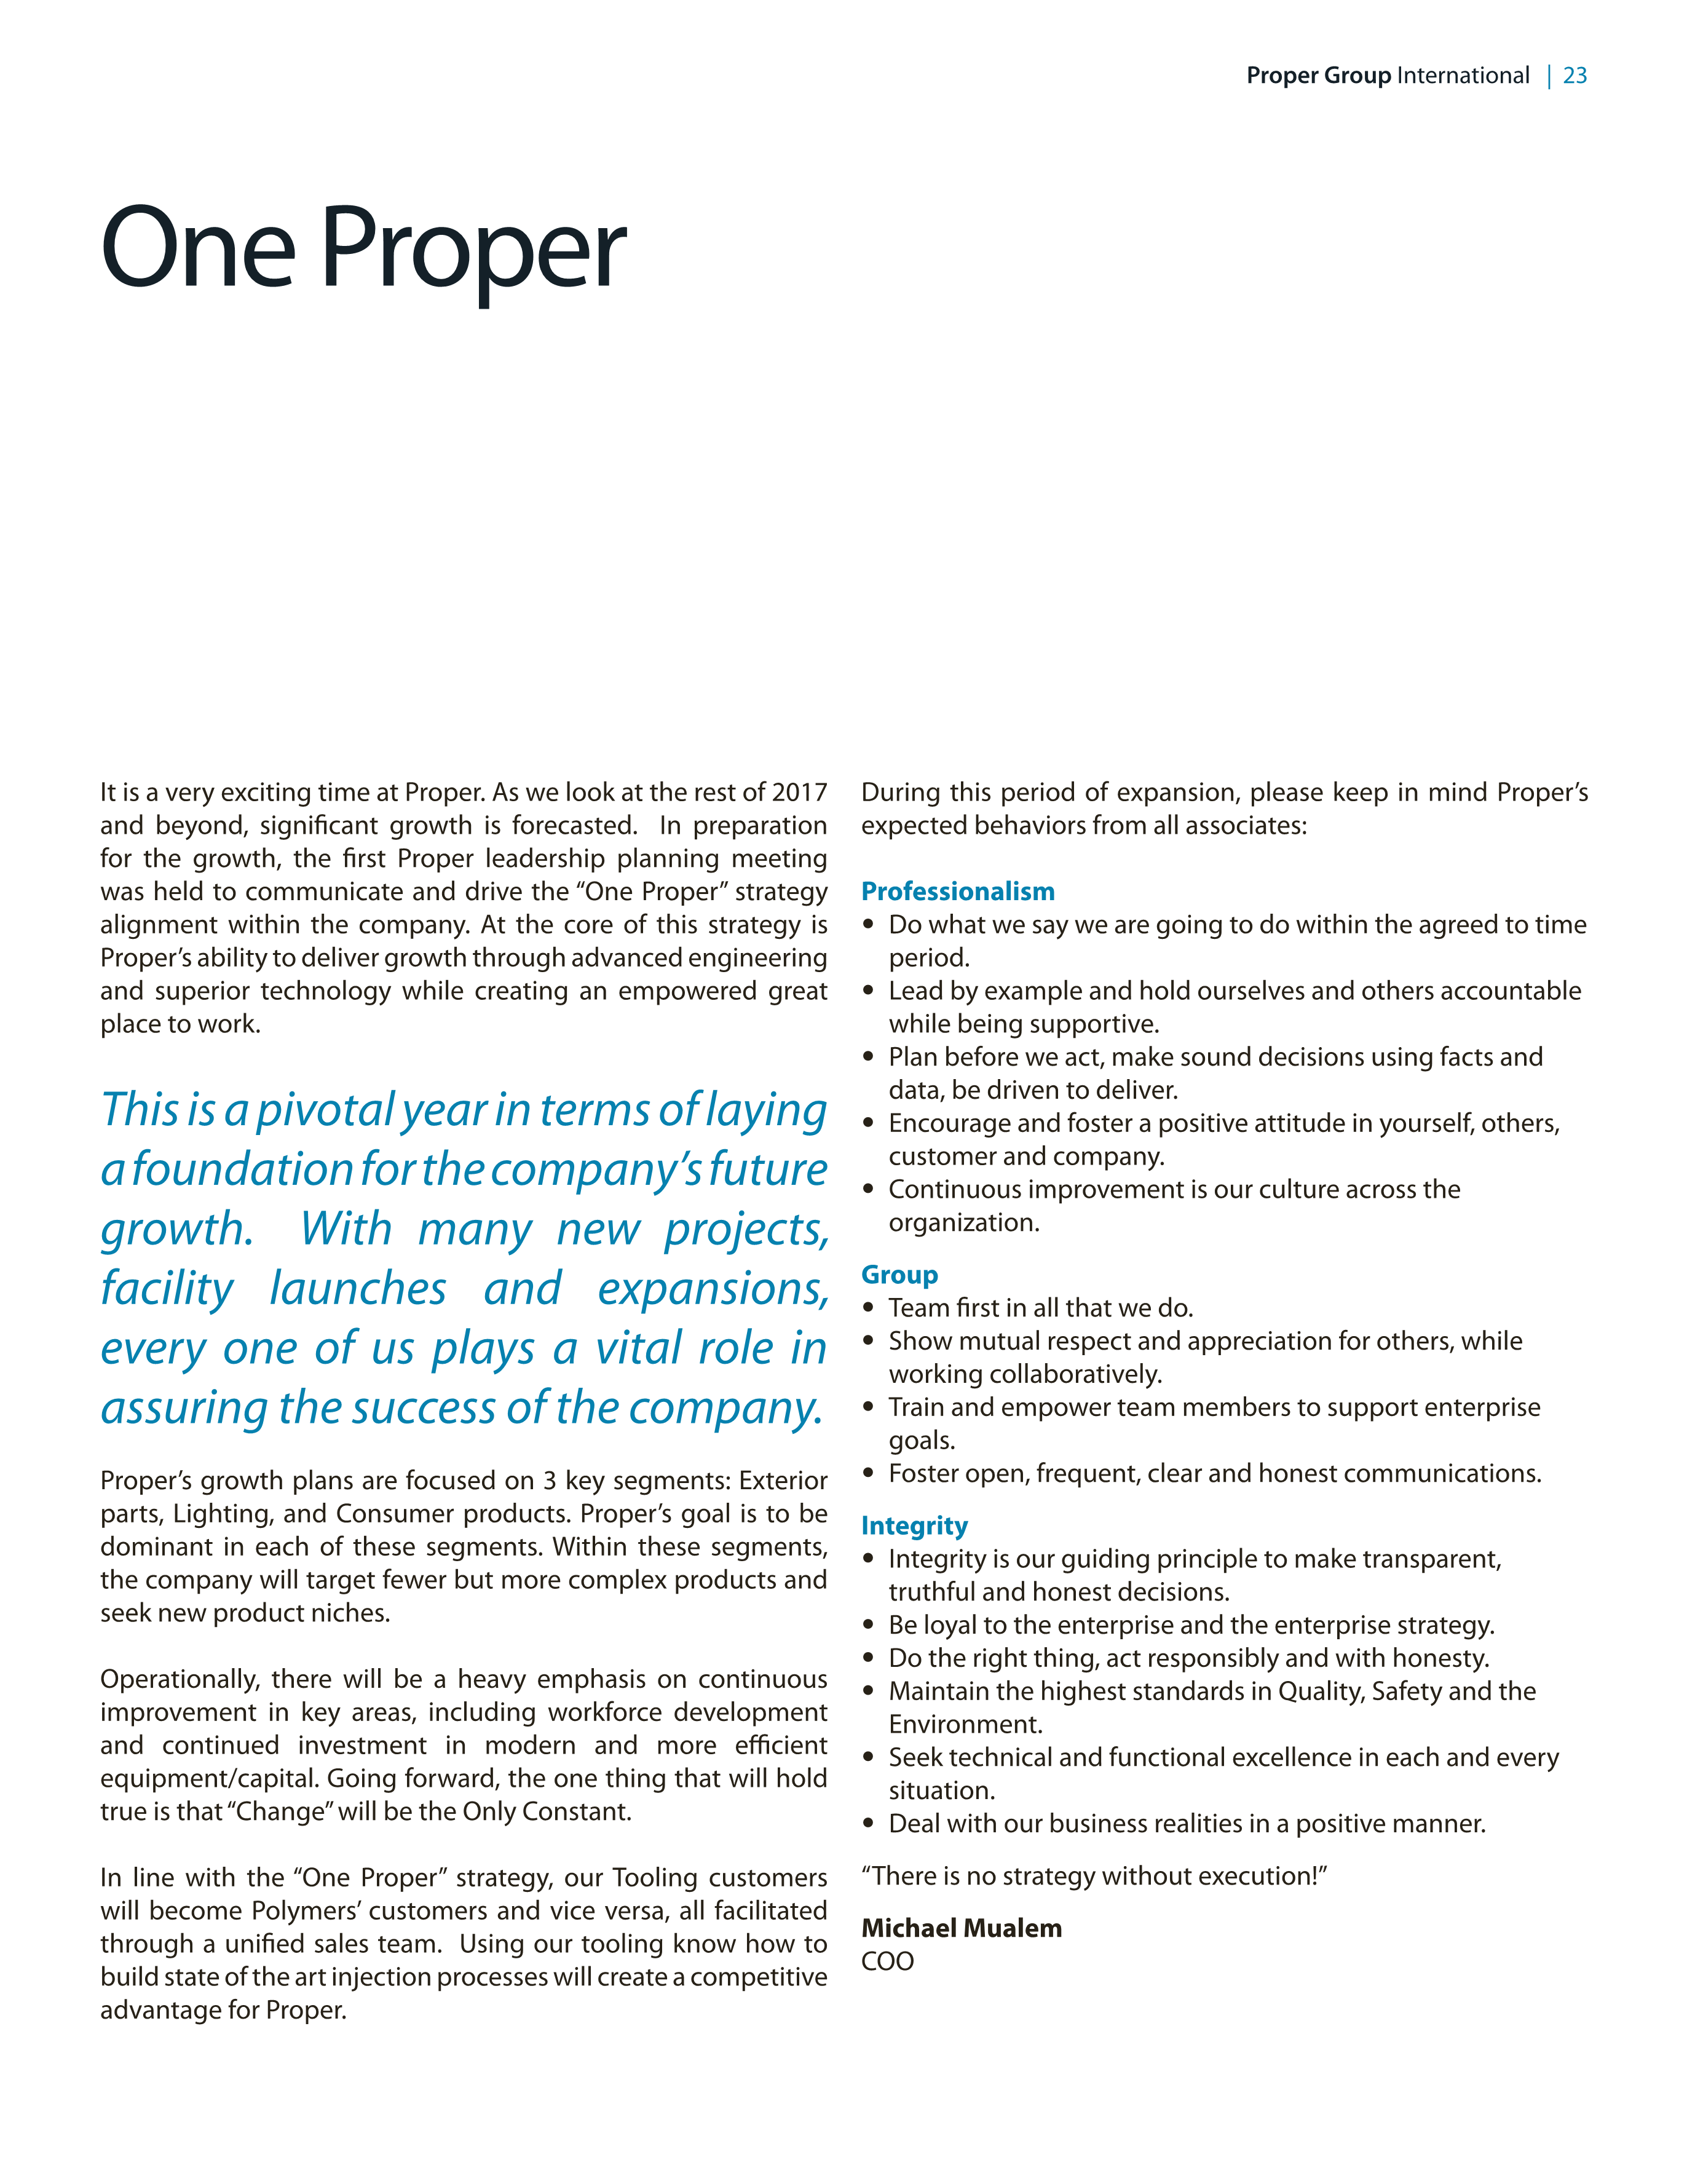 Proper Group International | 23
One Proper
It is a very exciting time at Proper. As we look at the rest of 2017
and beyond, significant growth is forecasted.  In preparation
for the growth, the first Proper leadership planning meeting
was held to communicate and drive the “One Proper” strategy
alignment within the company. At the core of this strategy is
Proper’s ability to deliver growth through advanced engineering
and superior technology while creating an empowered great
place to work.
This is a pivotal year in terms of laying
a foundation for the company’s future
growth.  With many new projects,
facility launches and expansions,
every one of us plays a vital role in
assuring the success of the company.
Proper’s growth plans are focused on 3 key segments: Exterior
parts, Lighting, and Consumer products. Proper’s goal is to be
dominant in each of these segments. Within these segments,
the company will target fewer but more complex products and
seek new product niches.
Operationally, there will be a heavy emphasis on continuous
improvement in key areas, including workforce development
and continued investment in modern and more efficient
equipment/capital. Going forward, the one thing that will hold
true is that “Change” will be the Only Constant.
In line with the “One Proper” strategy, our Tooling customers
will become Polymers’ customers and vice versa, all facilitated
through a unified sales team.  Using our tooling know how to
build state of the art injection processes will create a competitive
advantage for Proper.
During this period of expansion, please keep in mind Proper’s
expected behaviors from all associates:
Professionalism
• Do what we say we are going to do within the agreed to time
period.
• Lead by example and hold ourselves and others accountable
while being supportive.
• Plan before we act, make sound decisions using facts and
data, be driven to deliver.
• Encourage and foster a positive attitude in yourself, others,
customer and company.
• Continuous improvement is our culture across the
organization.
Group
• Team first in all that we do.
• Show mutual respect and appreciation for others, while
working collaboratively.
• Train and empower team members to support enterprise
goals.
• Foster open, frequent, clear and honest communications.
Integrity
• Integrity is our guiding principle to make transparent,
truthful and honest decisions.
• Be loyal to the enterprise and the enterprise strategy.
• Do the right thing, act responsibly and with honesty.
• Maintain the highest standards in Quality, Safety and the
Environment.
• Seek technical and functional excellence in each and every
situation.
• Deal with our business realities in a positive manner.
“There is no strategy without execution!”
Michael Mualem
COO